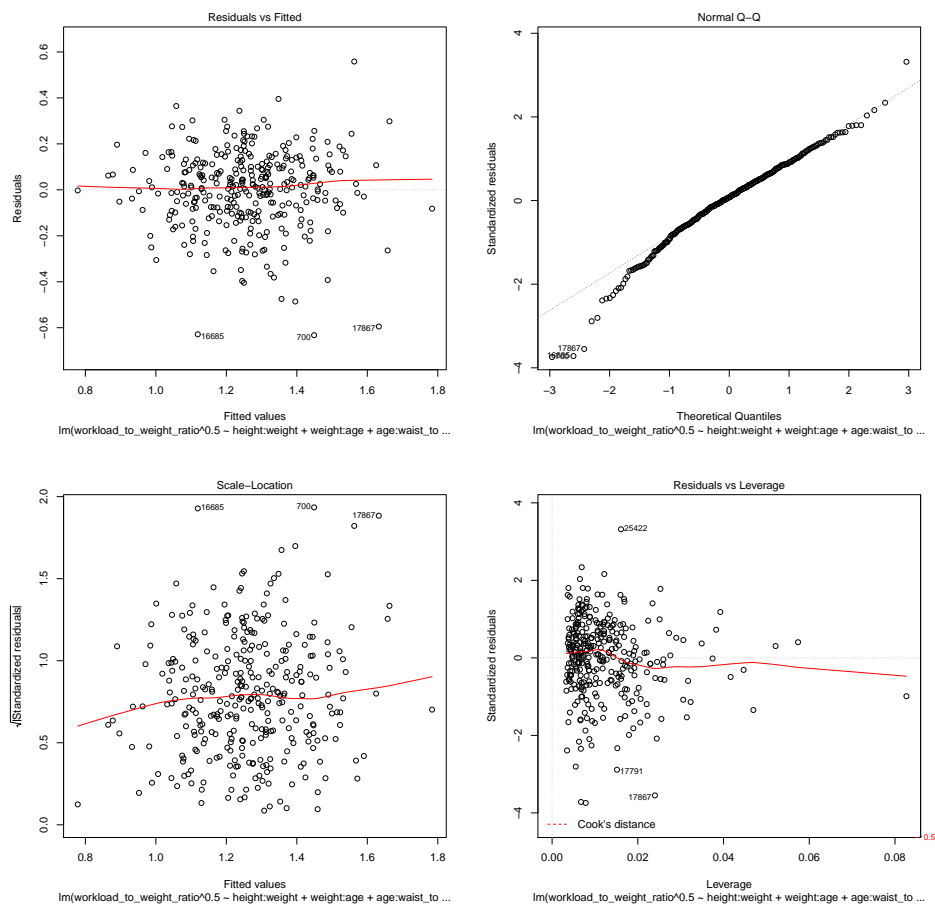 Residuals vs Fitted
Residuals
0.6
0.4
0.2
0.0
−0.2
−0.4
−0.6
16685
700
17867
0.8 1.0 1.2 1.4 1.6 1.8
Fitted values
lm(workload_to_weight_ratio^0.5 ~ height:weight + weight:age + age:waist_to ...
Normal Q−Q
Standardized residuals
4
2
0
−2
−4
17867
−3 −2 −1 0 1 2 3
Theoretical Quantiles
lm(workload_to_weight_ratio^0.5 ~ height:weight + weight:age + age:waist_to ...
Scale−Location
√|Standardized residuals|
2.0
1.5
1.0
0.5
0.0
16685
700
17867
0.8 1.0 1.2 1.4 1.6 1.8
Fitted values
lm(workload_to_weight_ratio^0.5 ~ height:weight + weight:age + age:waist_to ...
Residuals vs Leverage
Standardized residuals
4
2
0
−2
−4
25422
17791
17867
Cook's distance
0.5
0.00 0.02 0.04 0.06 0.08
Leverage
lm(workload_to_weight_ratio^0.5 ~ height:weight + weight:age + age:waist_to ...